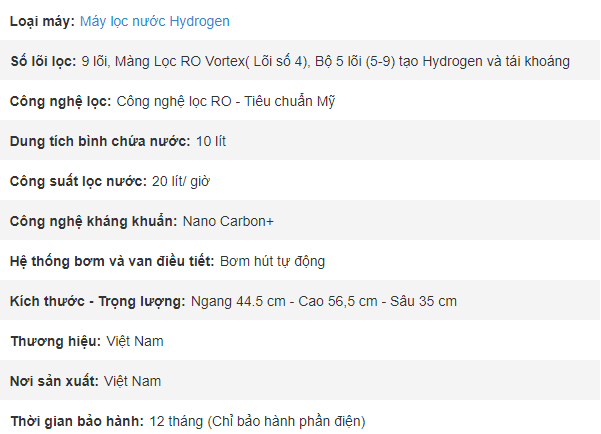 Loại máy: Máy lọc nước Hydrogen
Số lõi lọc: 9 lõi, Màng Lọc RO Vortex( Lõi số 4), Bộ 5 lõi (5-9) tạo Hydrogen và tái khoáng
Công nghệ lọc: Công nghệ lọc RO - Tiêu chuẩn Mỹ
Dung tích bình chứa nước: 10 lít
Công suất lọc nước: 20 lít/ giờ
Công nghệ kháng khuẩn: Nano Carbon+
Hệ thống bơm và van điều tiết: Bơm hút tự động
Kích thước - Trọng lượng: Ngang 44.5 cm - Cao 56,5 cm - Sâu 35 cm
Thương hiệu: Việt Nam
Nơi sản xuất: Việt Nam
Thời gian bảo hành: 12 tháng (Chỉ bảo hành phần điện)